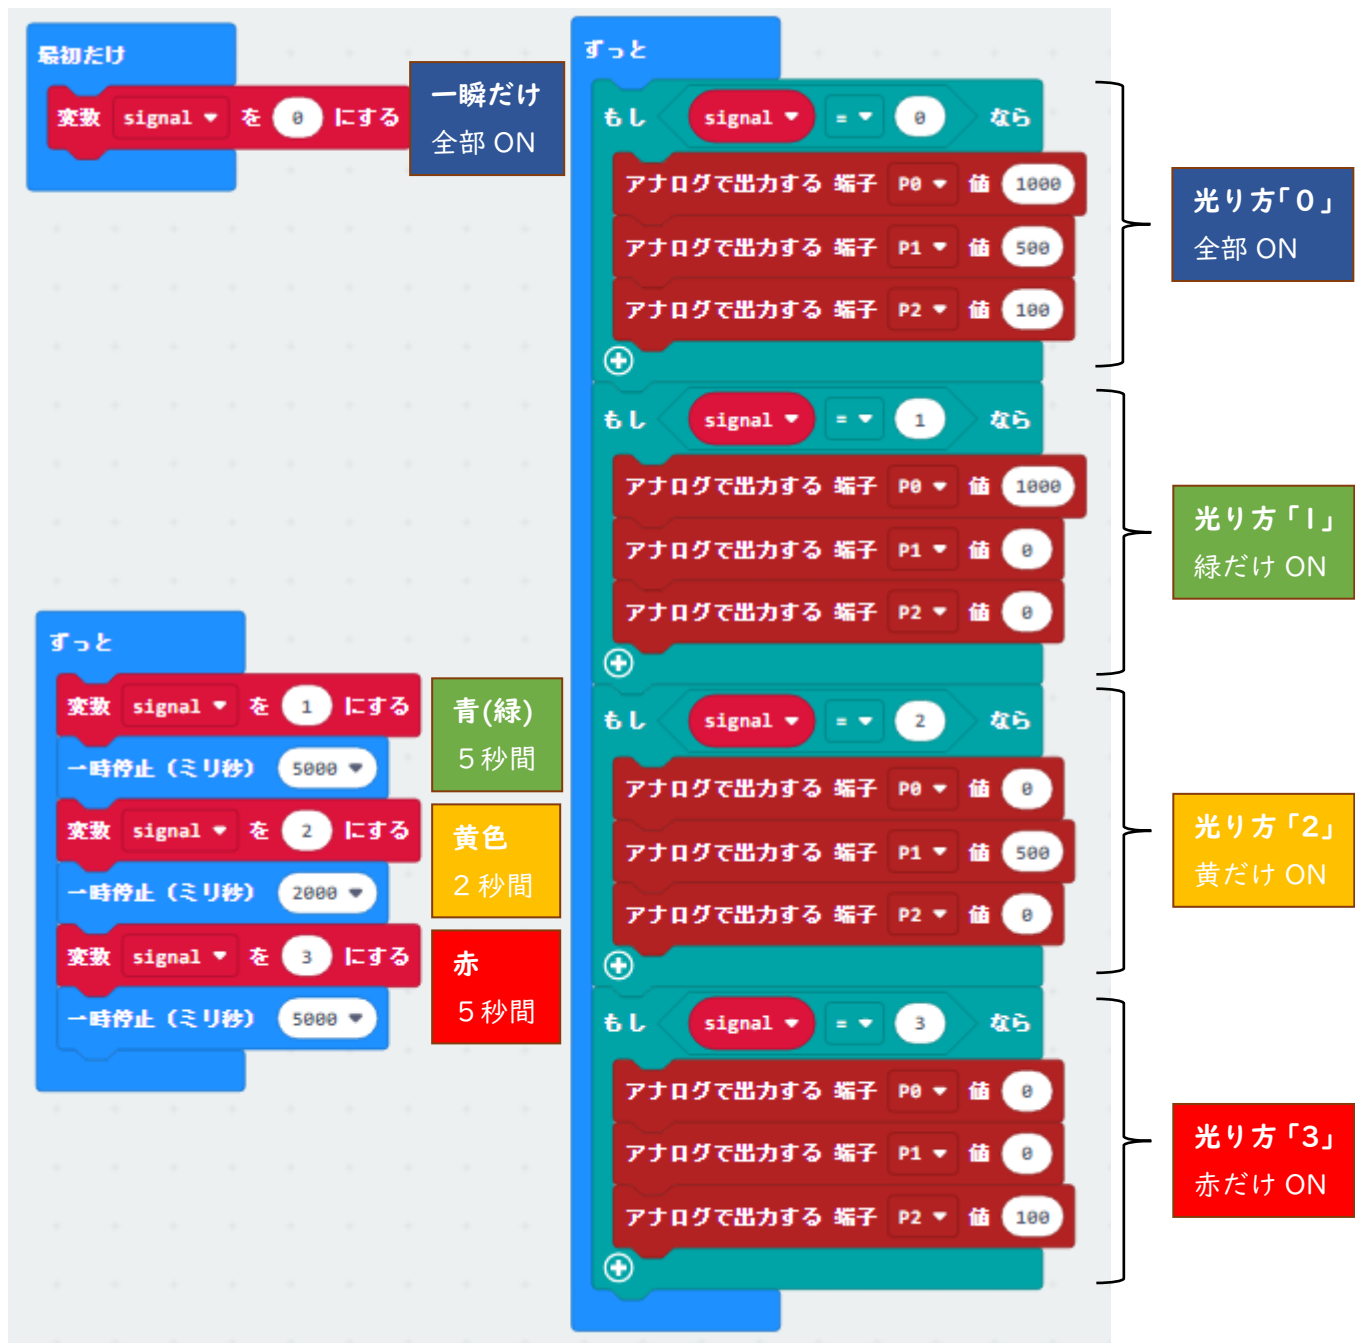 最初だけ
変数 signal を 0 にする
一瞬だけ
全部 ON
ずっと
変数 signal を 1 にする
一時停止（ミリ秒） 5000
変数 signal を 2 にする
一時停止（ミリ秒） 2000
変数 signal を 3 にする
一時停止（ミリ秒） 5000
青(緑)
５秒間
黄色
２秒間
赤
５秒間
ずっと
もし signal = 0 なら
アナログで出力する 端子 P0 値 1000
アナログで出力する 端子 P1 値 500
アナログで出力する 端子 P2 値 100
もし signal = 1 なら
アナログで出力する 端子 P0 値 1000
アナログで出力する 端子 P1 値 0
アナログで出力する 端子 P2 値 0
もし signal = 2 なら
アナログで出力する 端子 P0 値 0
アナログで出力する 端子 P1 値 500
アナログで出力する 端子 P2 値 0
もし signal = 3 なら
アナログで出力する 端子 P0 値 0
アナログで出力する 端子 P1 値 0
アナログで出力する 端子 P2 値 100
光り方「０」
全部 ON
光り方「１」
緑だけ ON
光り方「２」
黄だけ ON
光り方「３」
赤だけ ON